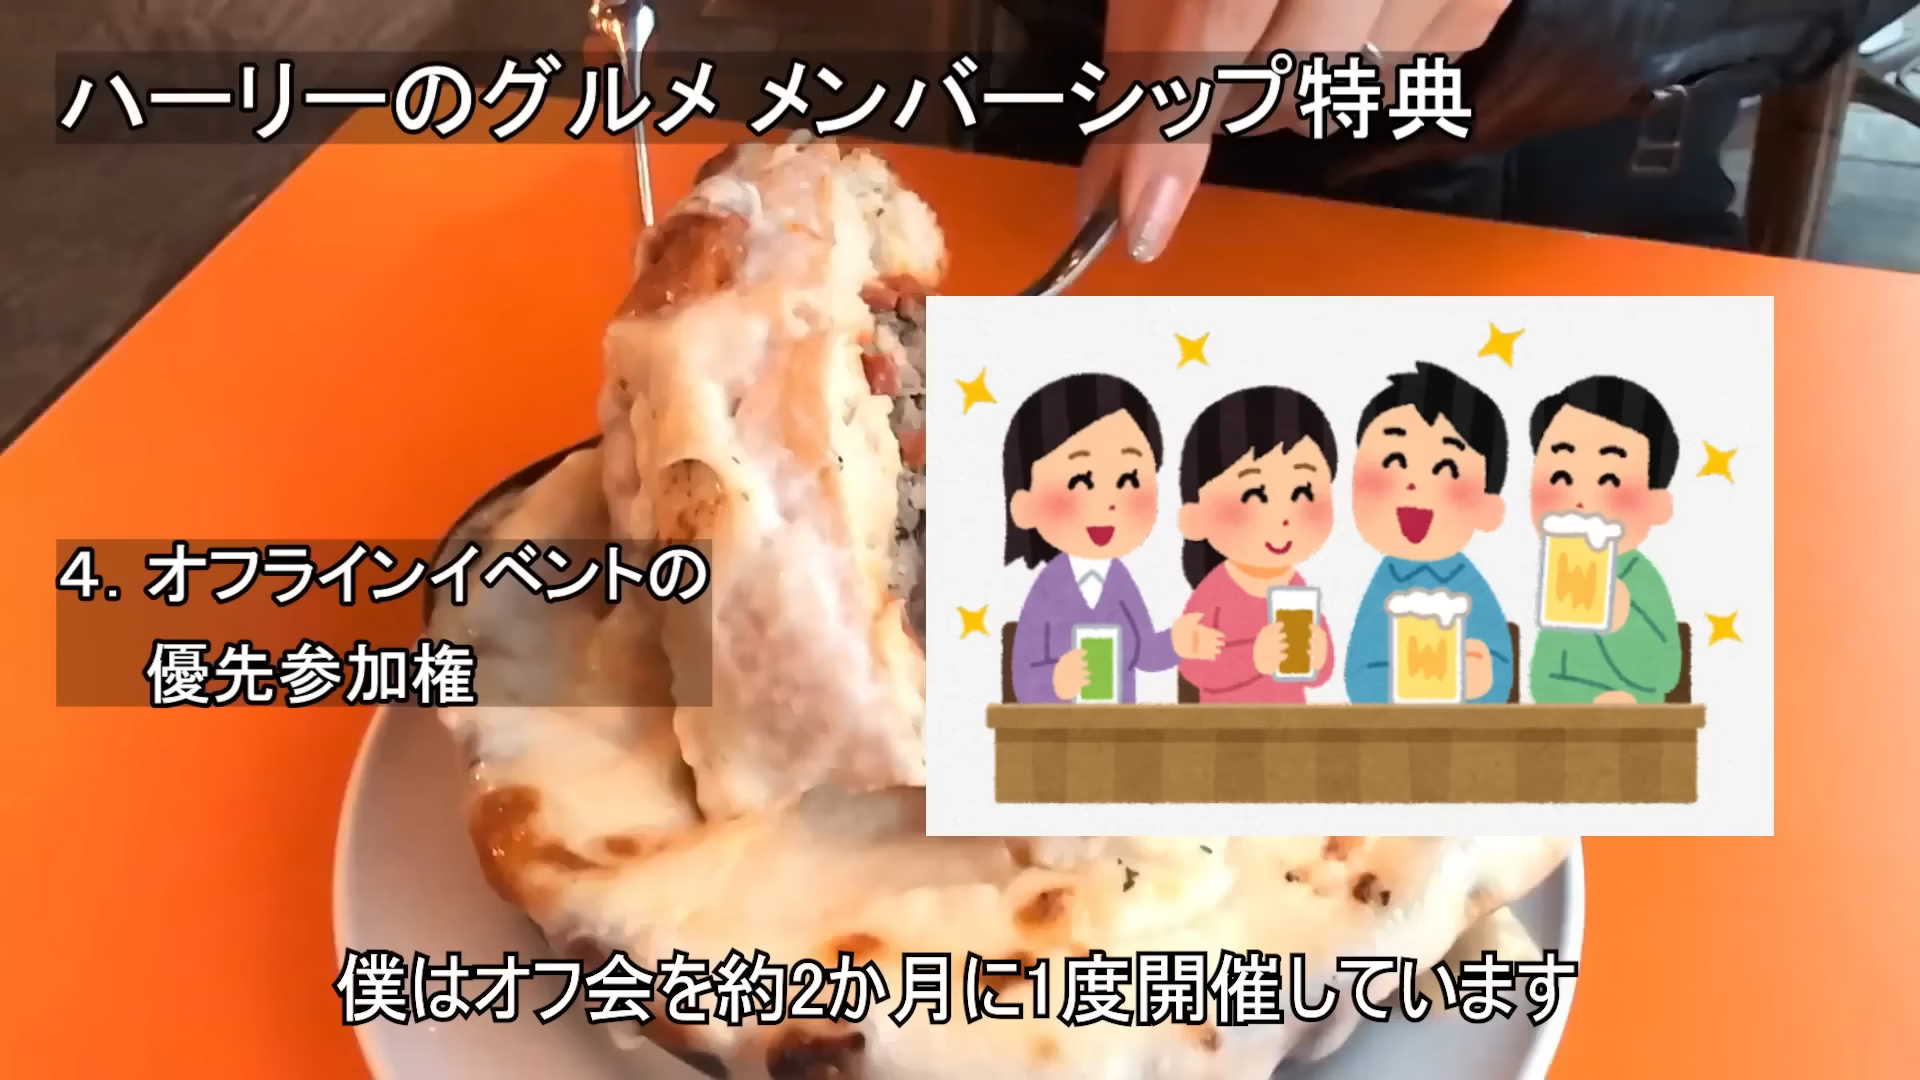 ハーリーのグルメ メンバーシップ特典
４．オフラインイベントの
優先参加権
僕はオフ会を約2か月に1度開催しています